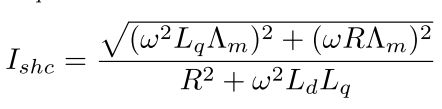 I_{shc} = \frac{\sqrt{(\omega^2 L_q \Lambda_m)^2 + (\omega R \Lambda_m)^2}}{R^2 + \omega^2 L_d L_q}